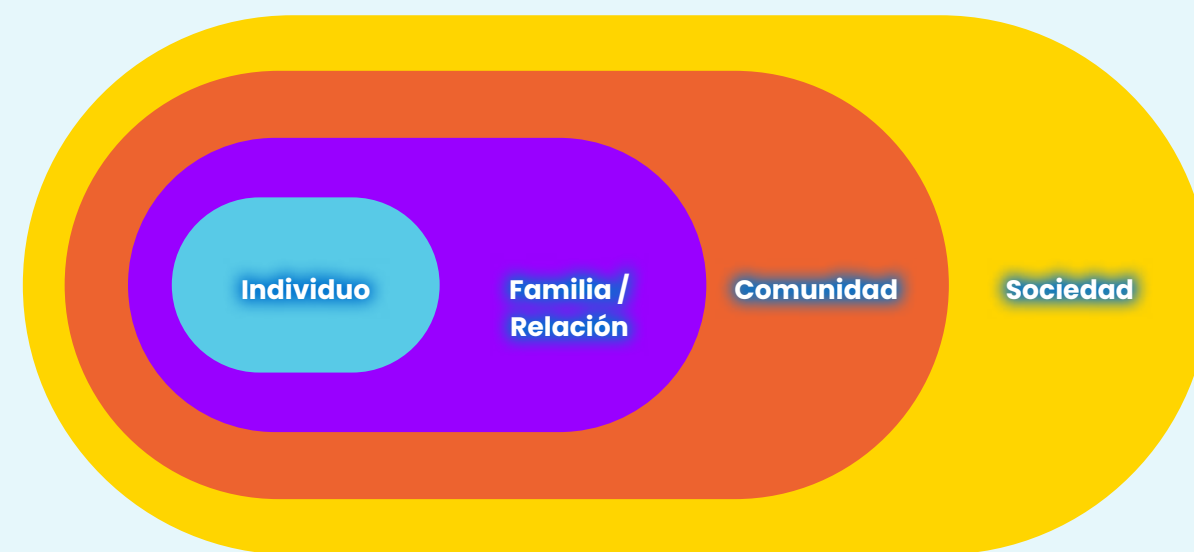 Individuo
Familia /
Relación
Comunidad
Sociedad